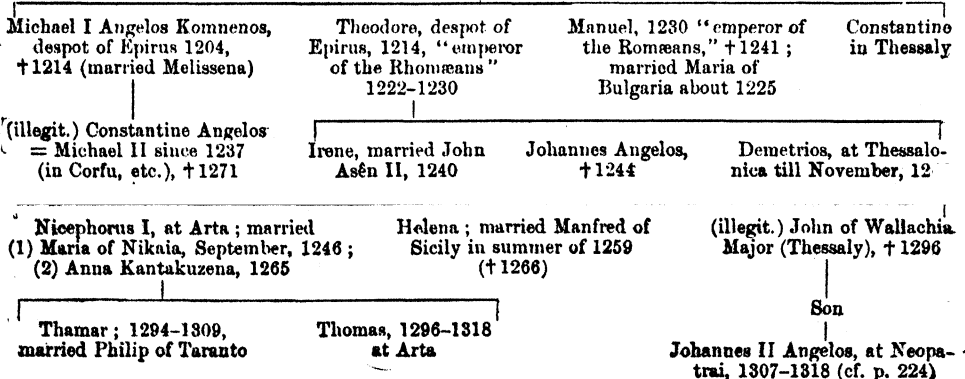 Michael I Angelos Komnenos,
despot of Epirus 1204,
†1214 (married Melissena)
Theodore, despot of
Epirus, 1214, "emperor
of the Rhomæans"
1222–1230
Manuel, 1230 "emperor of
the Romæans," †1241;
married Maria of
Bulgaria about 1225
Constantine
in Thessaly
(illegit.) Constantine Angelos
= Michael II since 1237
(in Corfu, etc.), †1271
Irene, married John
Asên II, 1240
Johannes Angelos,
†1244
Demetrios, at Thessalo-
nica till November, 12
Nicephorus I, at Arta; married
(1) Maria of Nikaia, September, 1246;
(2) Anna Kantakuzena, 1265
Helena; married Manfred of
Sicily in summer of 1259
(†1266)
(illegit.) John of Wallachia
Major (Thessaly), †1296
Thamar; 1294–1309,
married Philip of Taranto
Thomas, 1296–1318
at Arta
Son
Johannes II Angelos, at Neopa-
trai, 1307–1318 (cf. p. 224)